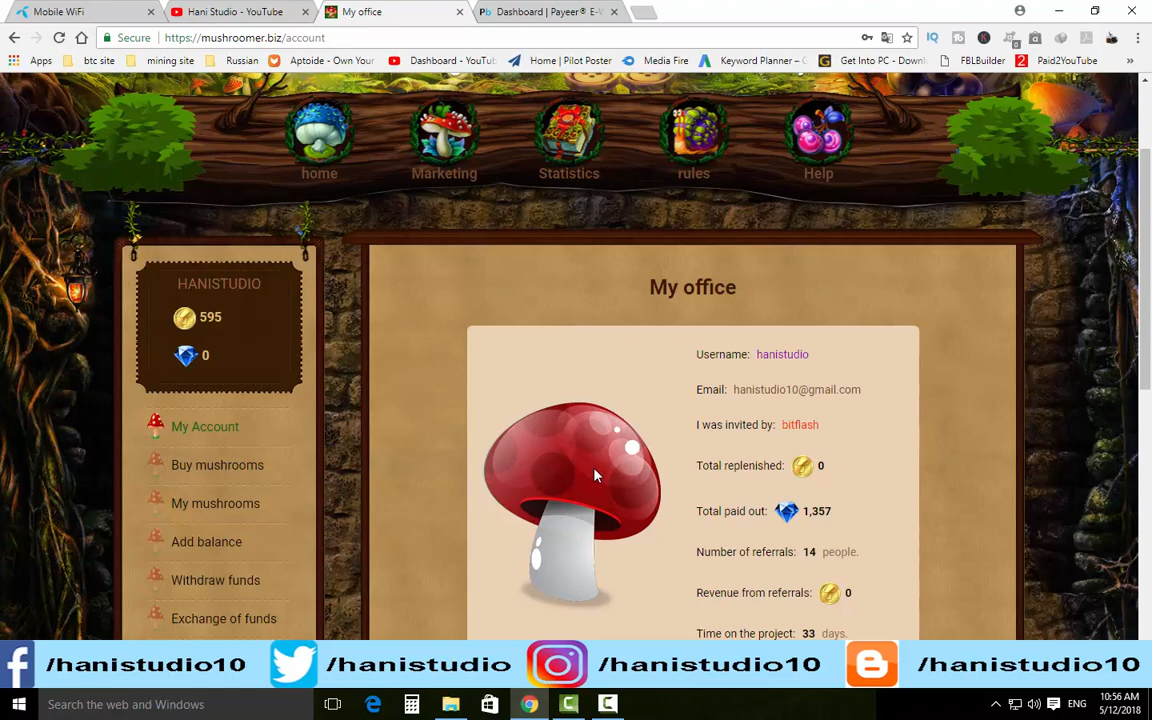 Mobile WiFi
Hani Studio - YouTube
My office
Dashboard | Payeer® E-W
Secure
https://mushroomer.biz/account
Apps
btc site
mining site
Russian
Aptoide - Own Your
Dashboard - YouTub
Home | Pilot Poster
Media Fire
Keyword Planner –
Get Into PC - Downl
FBLBuilder
Paid2YouTube
home
Marketing
Statistics
rules
Help
HANISTUDIO
595
0
My Account
Buy mushrooms
My mushrooms
Add balance
Withdraw funds
Exchange of funds
My office
Username: hanistudio
Email: hanistudio10@gmail.com
I was invited by: bitflash
Total replenished: 0
Total paid out: 1,357
Number of referrals: 14 people.
Revenue from referrals: 0
Time on the project: 33 days.
/hanistudio10
/hanistudio
/hanistudio10
/hanistudio10
Search the web and Windows
ENG
10:56 AM
5/12/2018